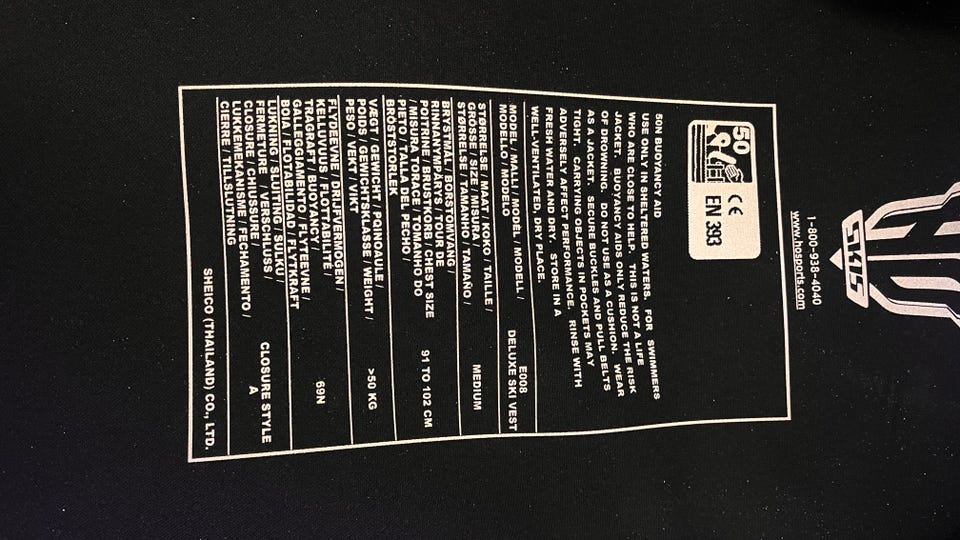 SKIS
1-800-938-4040
www.hosports.com
50
CE
EN 393
50N BUOYANCY AID
USE ONLY IN SHELTERED WATERS. FOR SWIMMERS
WHO ARE CLOSE TO HELP. THIS IS NOT A LIFE
JACKET. BUOYANCY AIDS ONLY REDUCE THE RISK
OF DROWNING. DO NOT USE AS A CUSHION. WEAR
AS A JACKET. SECURE BUCKLES AND PULL BELTS
TIGHT. CARRYING OBJECTS IN POCKETS MAY
ADVERSELY AFFECT PERFORMANCE. RINSE WITH
FRESH WATER AND DRY. STORE IN A
WELL-VENTILATED, DRY PLACE.
MODEL / MALLI / MODEL / MODELL / E008
MODELLO / MODELO DELUXE SKI VEST
STØRRELSE / MAAT / KOKO / TAILLE /
GROSSE / SIZE / MISURA / MEDIUM
STØRRELSE / TAMANHO / TAMAÑO /
BRYSTMAL / BORSTOMVANG /
RINNANYMPÄRYS / TOUR DE
POITRINE / BRUSTKORB / CHEST SIZE 91 TO 102 CM
/ MISURA TORACE / TOMANHO DO
PIETO / TALLA DEL PECHO /
BRÖSTSTORLEK
VÆGT / GEWICHT / POINOAULE /
POIDS / GEWICHTSKLASSE / WEIGHT / >50 KG
PESO / VEKT / VIKT
FLYDEEVNE / DRIJFVERMOGEN /
KELLUVUUS / FLOTTABILITÉ /
TRAGRAFT / BUOYANCY / 69N
GALLEGGIAMENTO / FLYTEEVNE /
BOIA / FLOTABILIDAD / FLYTKRAFT
LUKNING / SLUITING / SULKU /
FERMETURE / VERSCHLUSS / CLOSURE STYLE
CLOSURE / CHIUSURE / A
LUKKEMEKANISME / FECHAMENTO /
CIERRE / TILLSLUTNING
SHEICO (THAILAND) CO., LTD.